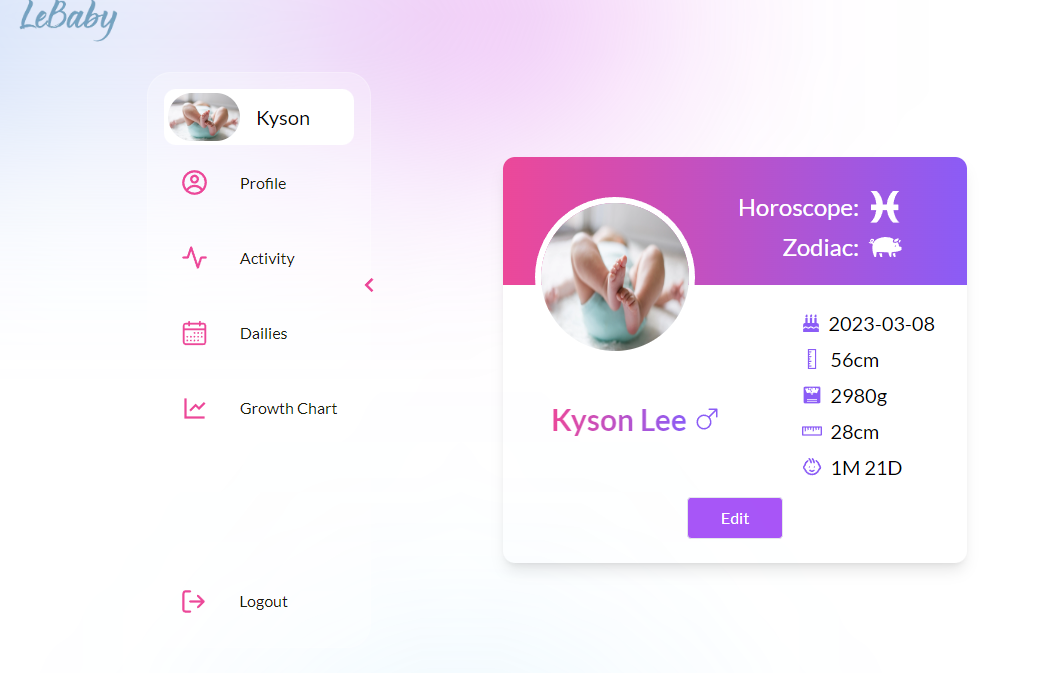 LeBaby
Kyson
Profile
Activity
Dailies
Growth Chart
Logout
Horoscope:
Zodiac:
2023-03-08
56cm
2980g
28cm
1M 21D
Kyson Lee
Edit